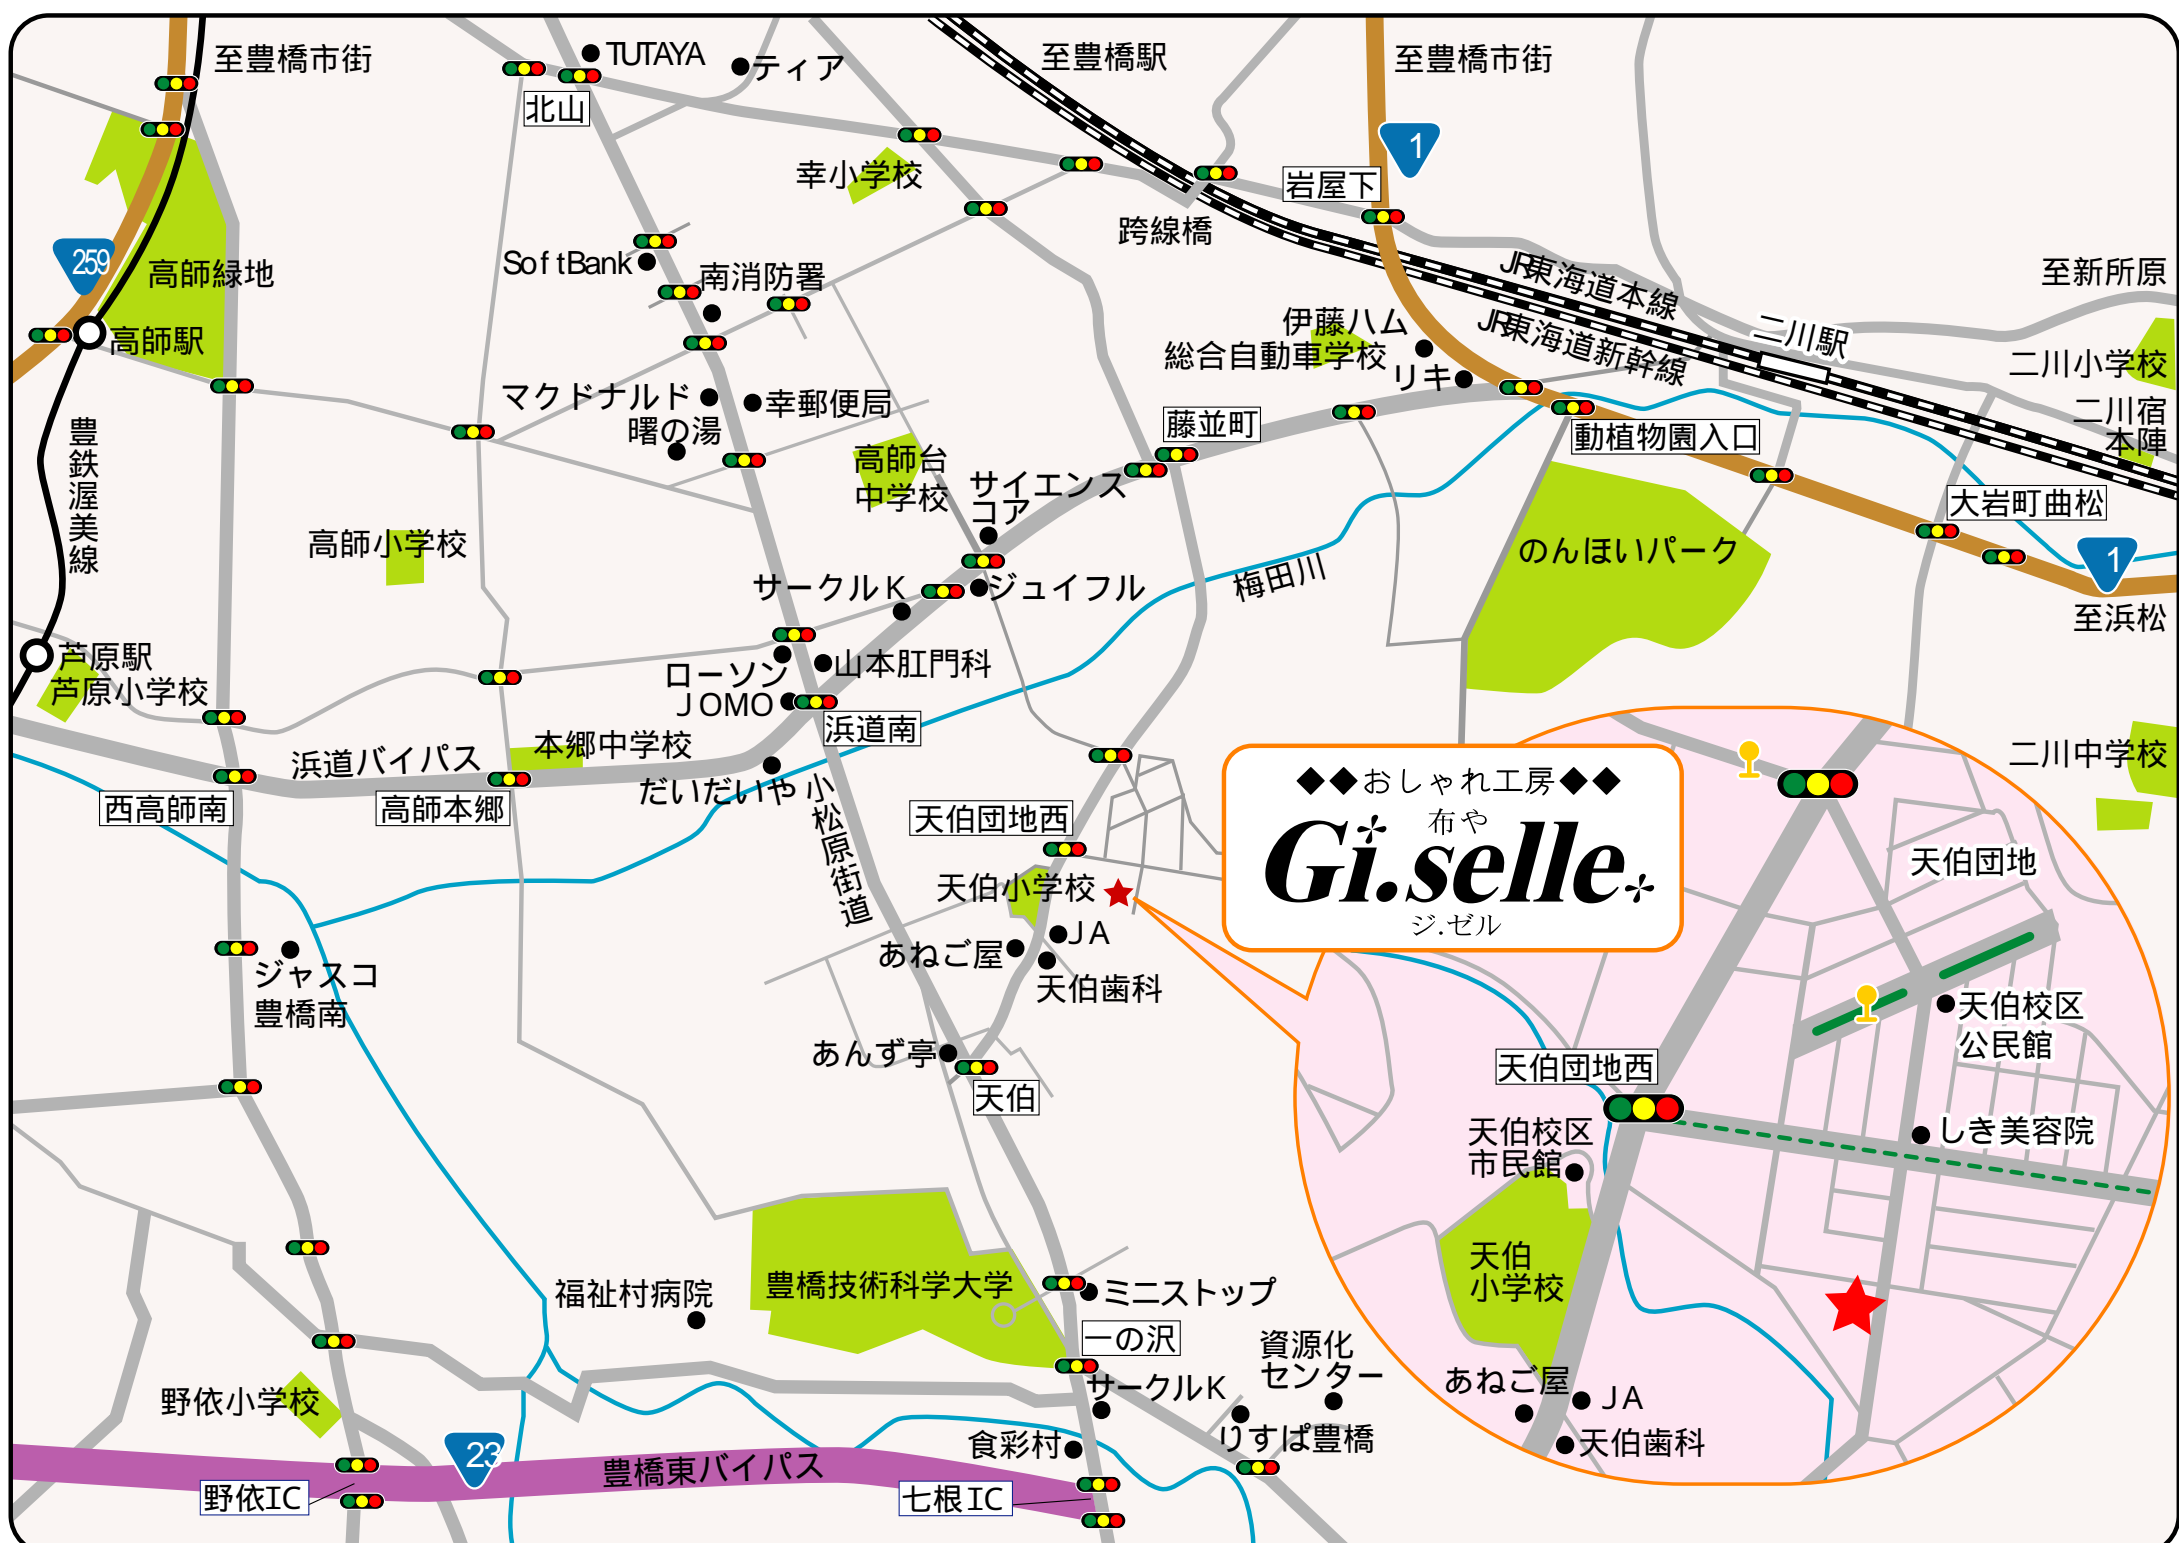 至豊橋市街
TUTAYA
ティア
至豊橋駅
至豊橋市街
北山
1
幸小学校
岩屋下
跨線橋
259
高師緑地
SoftBank
南消防署
JR東海道本線
至新所原
高師駅
伊藤ハム
総合自動車学校
JR東海道新幹線
二川駅
二川小学校
リキ
マクドナルド
幸郵便局
曙の湯
藤並町
動植物園入口
二川宿
本陣
豊鉄渥美線
高師台
中学校
サイエンス
コア
大岩町曲松
高師小学校
のんほいパーク
1
サークルK
ジュイフル
梅田川
至浜松
芦原駅
芦原小学校
ローソン
山本肛門科
JOMO
浜道南
浜道バイパス
本郷中学校
だいだいや
小松原街道
二川中学校
西高師南
高師本郷
天伯団地西
◆◆おしゃれ工房◆◆
布や
Gi.selle
ジ.ゼル
天伯団地
天伯小学校
JA
あねご屋
天伯歯科
ジャスコ
豊橋南
天伯校区
公民館
あんず亭
天伯
天伯団地西
天伯校区
市民館
しき美容院
天伯
小学校
福祉村病院
豊橋技術科学大学
ミニストップ
一の沢
資源化
センター
サークルK
あねご屋
JA
天伯歯科
野依小学校
食彩村
りすぱ豊橋
23
豊橋東バイパス
野依IC
七根IC